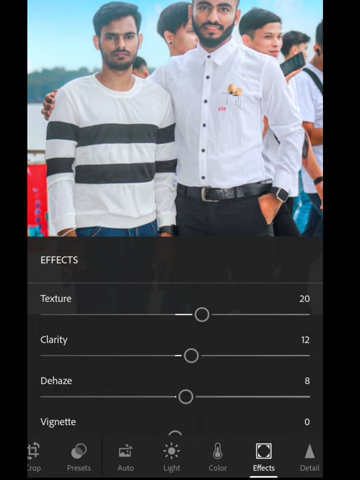 EFFECTS
Texture 20
Clarity 12
Dehaze 8
Vignette 0
Crop Presets Auto Light Color Effects Detail